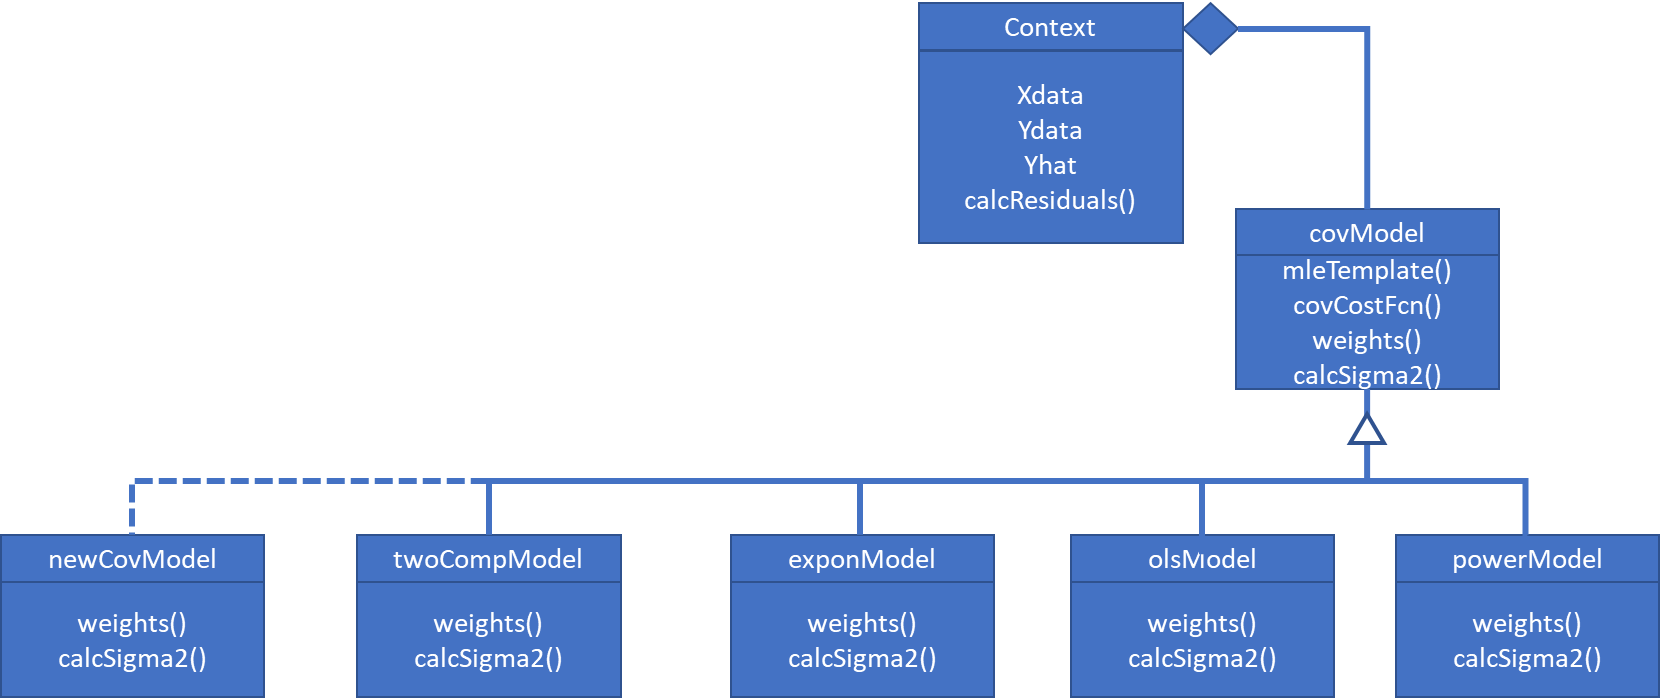 Context
Xdata
Ydata
Yhat
calcResiduals()
covModel
mleTemplate()
covCostFcn()
weights()
calcSigma2()
newCovModel
weights()
calcSigma2()
twoCompModel
weights()
calcSigma2()
exponModel
weights()
calcSigma2()
olsModel
weights()
calcSigma2()
powerModel
weights()
calcSigma2()